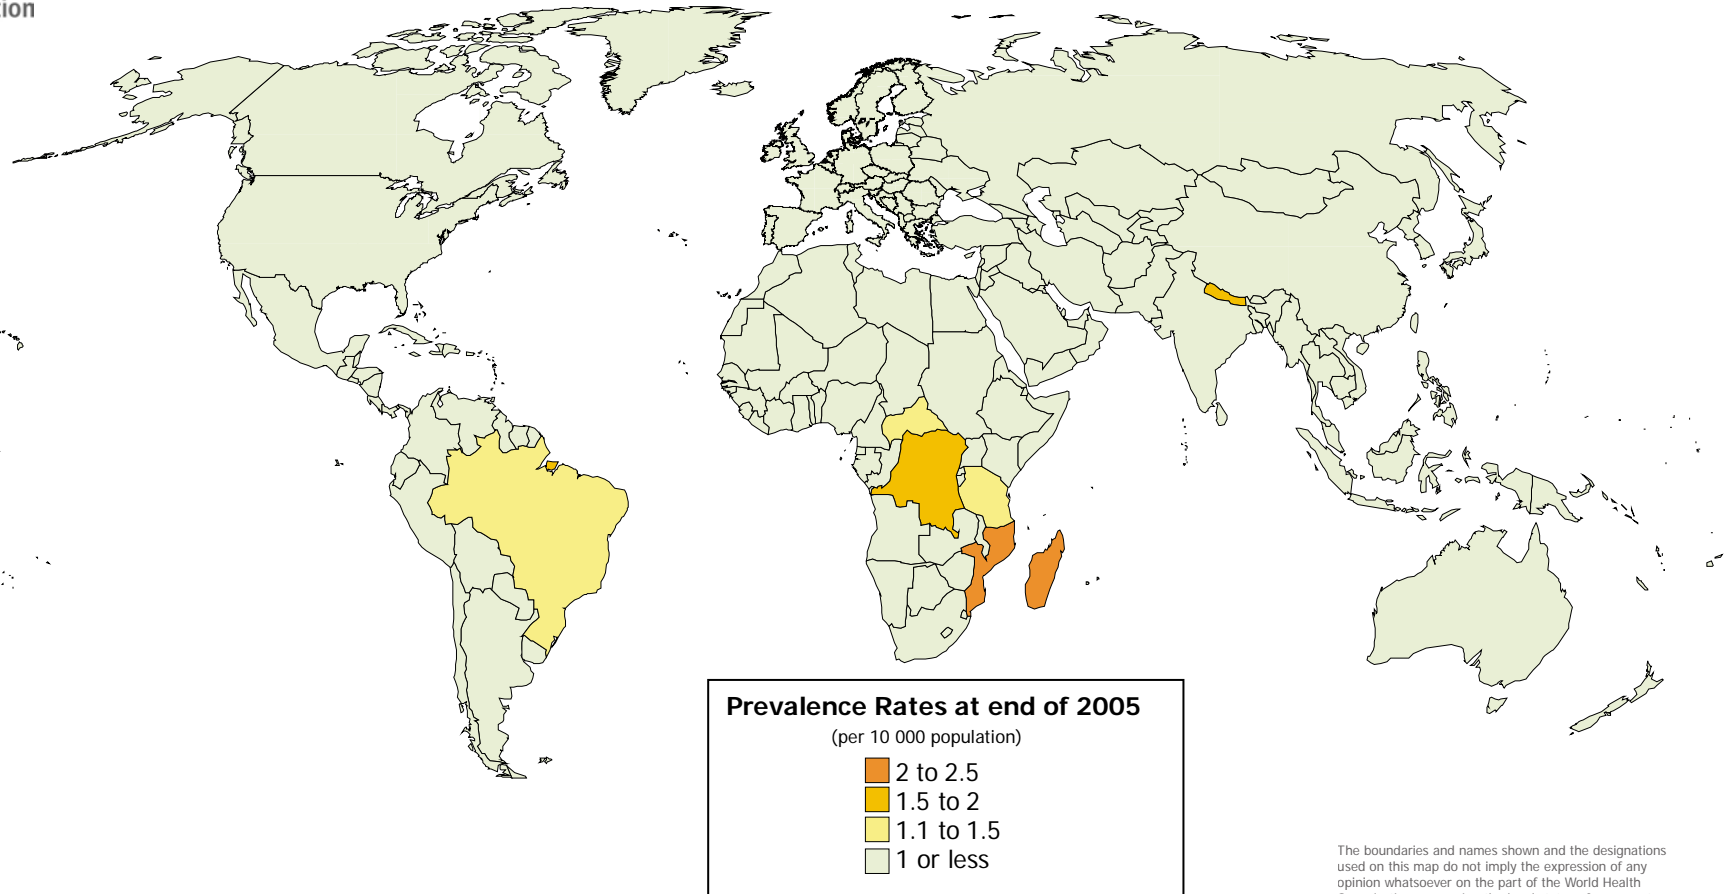 Prevalence Rates at end of 2005
(per 10 000 population)
2 to 2.5
1.5 to 2
1.1 to 1.5
1 or less
The boundaries and names shown and the designations
used on this map do not imply the expression of any
opinion whatsoever on the part of the World Health